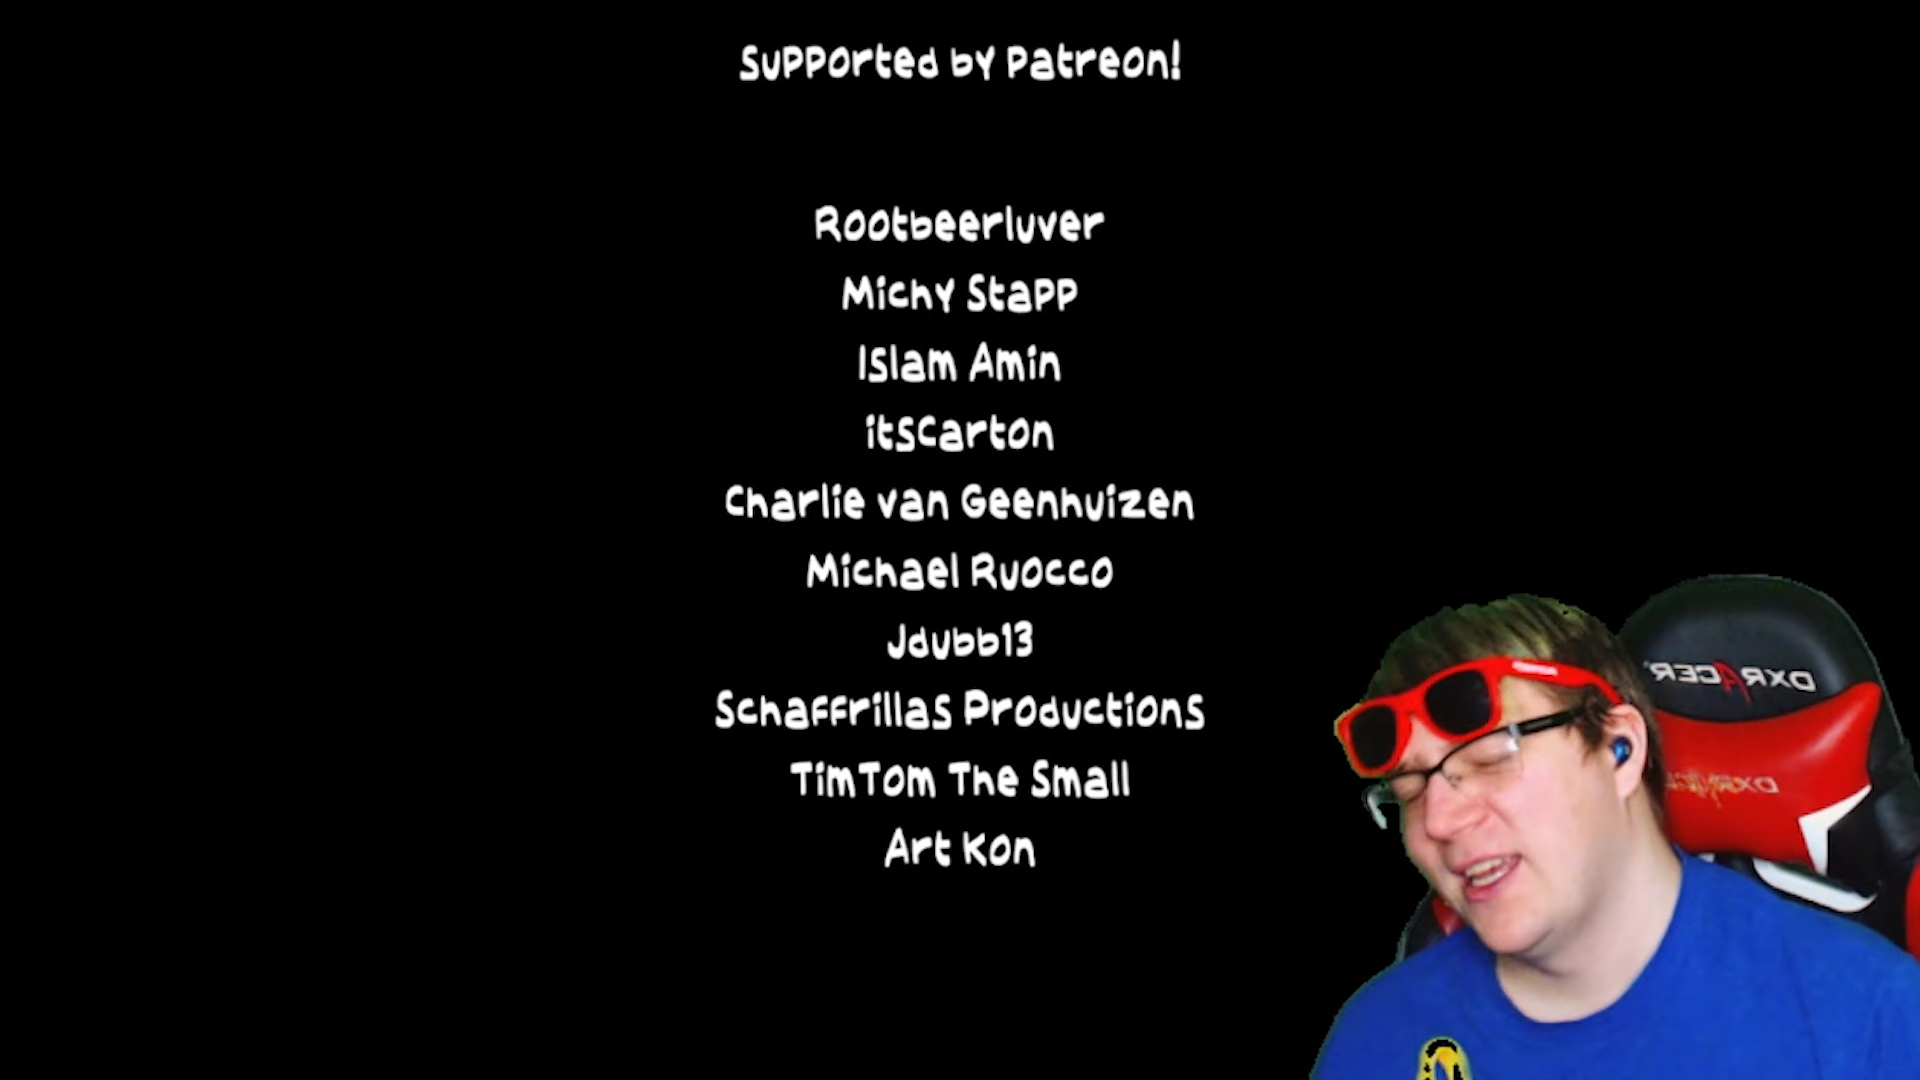 Supported by Patreon!
Rootbeerluver
Michy Stapp
Islam Amin
itscarton
Charlie van Geenhuizen
Michael Ruocco
Jdubb13
Schaffrillas Productions
TimTom The Small
Art Kon
DXRACER